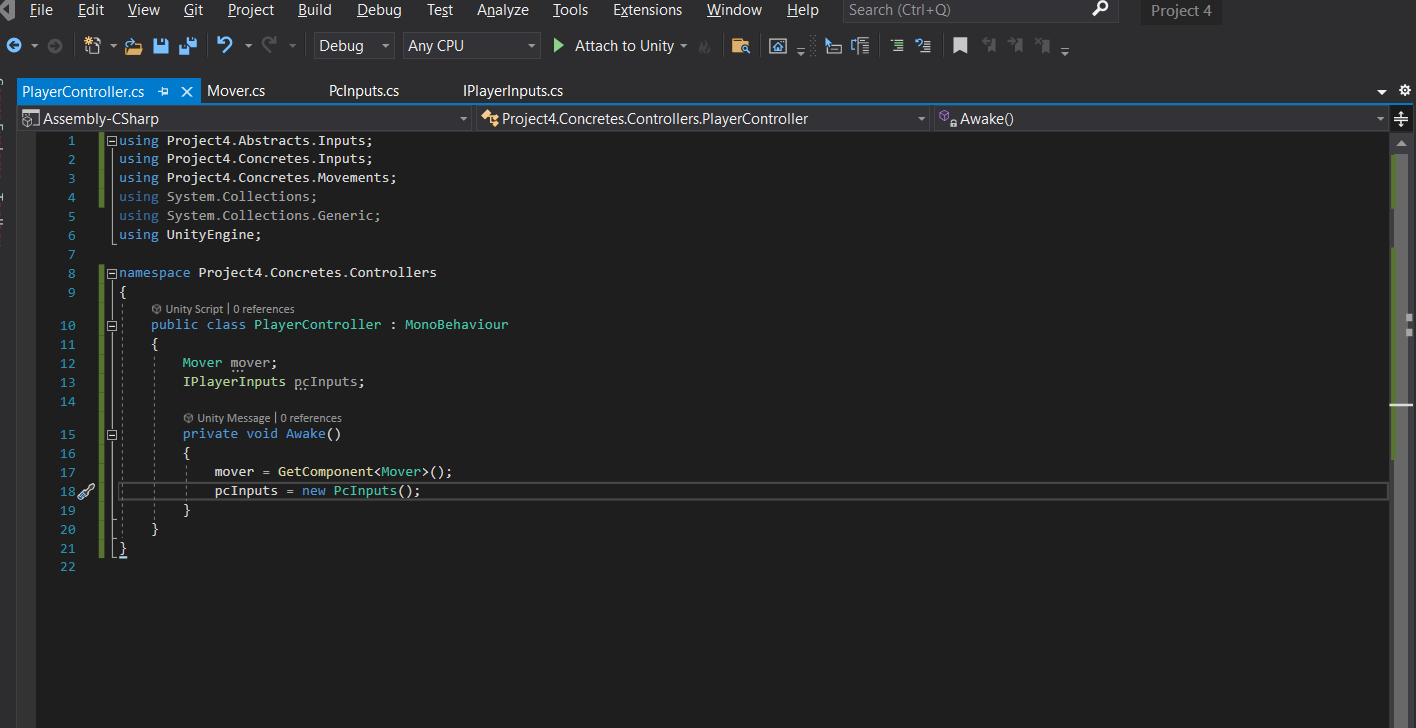 File Edit View Git Project Build Debug Test Analyze Tools Extensions Window Help Search (Ctrl+Q) Project 4
Debug Any CPU Attach to Unity
PlayerController.cs Mover.cs PcInputs.cs IPlayerInputs.cs
Assembly-CSharp Project4.Concretes.Controllers.PlayerController Awake()
1 using Project4.Abstracts.Inputs;
2 using Project4.Concretes.Inputs;
3 using Project4.Concretes.Movements;
4 using System.Collections;
5 using System.Collections.Generic;
6 using UnityEngine;
7
8 namespace Project4.Concretes.Controllers
9 {
Unity Script | 0 references
10 public class PlayerController : MonoBehaviour
11 {
12 Mover mover;
13 IPlayerInputs pcInputs;
14
Unity Message | 0 references
15 private void Awake()
16 {
17 mover = GetComponent<Mover>();
18 pcInputs = new PcInputs();
19 }
20 }
21 }
22